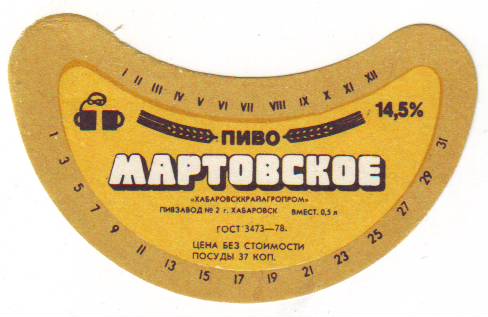 I II III IV V VI VII VIII IX X XI XII
14,5%
ПИВО
МАРТОВСКОЕ
«ХАБАРОВСККРАЙАГРОПРОМ»
ПИВЗАВОД № 2 г. ХАБАРОВСК ВМЕСТ. 0,5 л
ГОСТ 3473—78.
ЦЕНА БЕЗ СТОИМОСТИ
ПОСУДЫ 37 КОП.
1 3 5 7 9 11 13 15 17 19 21 23 25 27 29 31